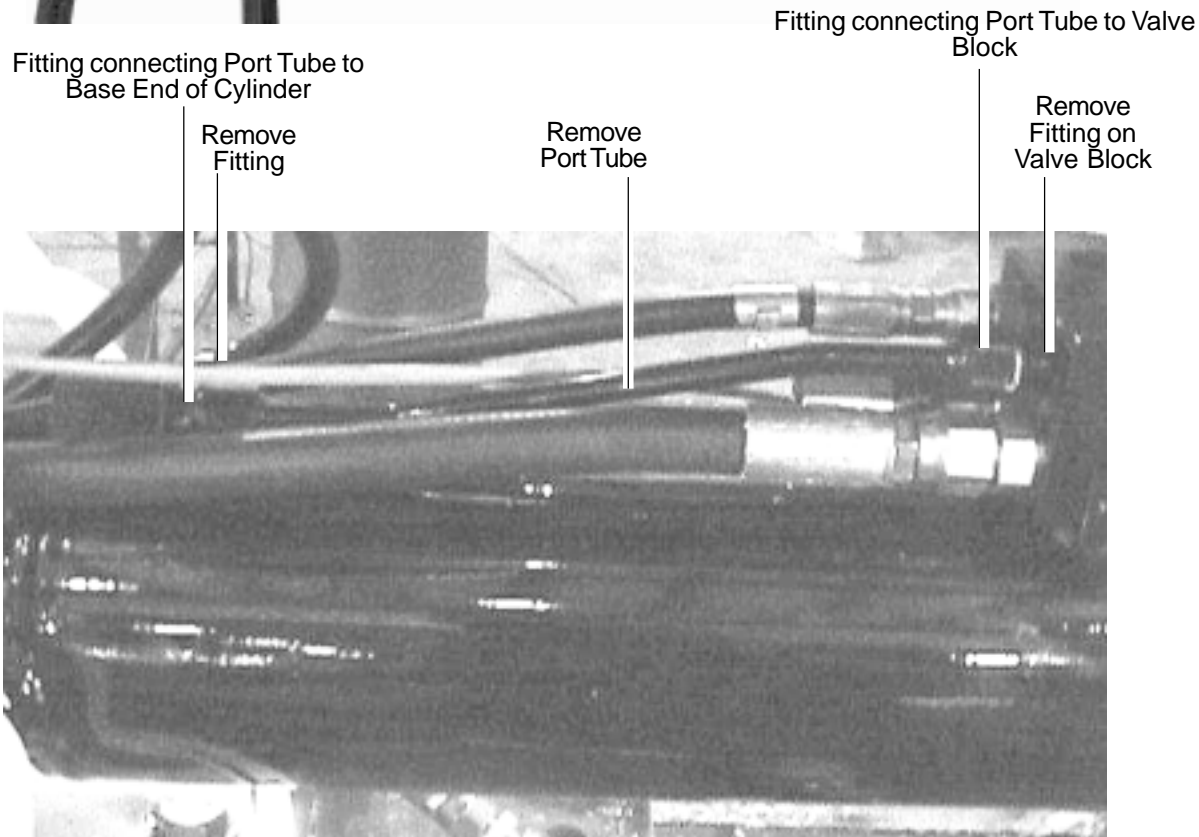 Fitting connecting Port Tube to Valve
Block
Fitting connecting Port Tube to
Base End of Cylinder
Remove
Fitting
Remove
Port Tube
Remove
Fitting on
Valve Block